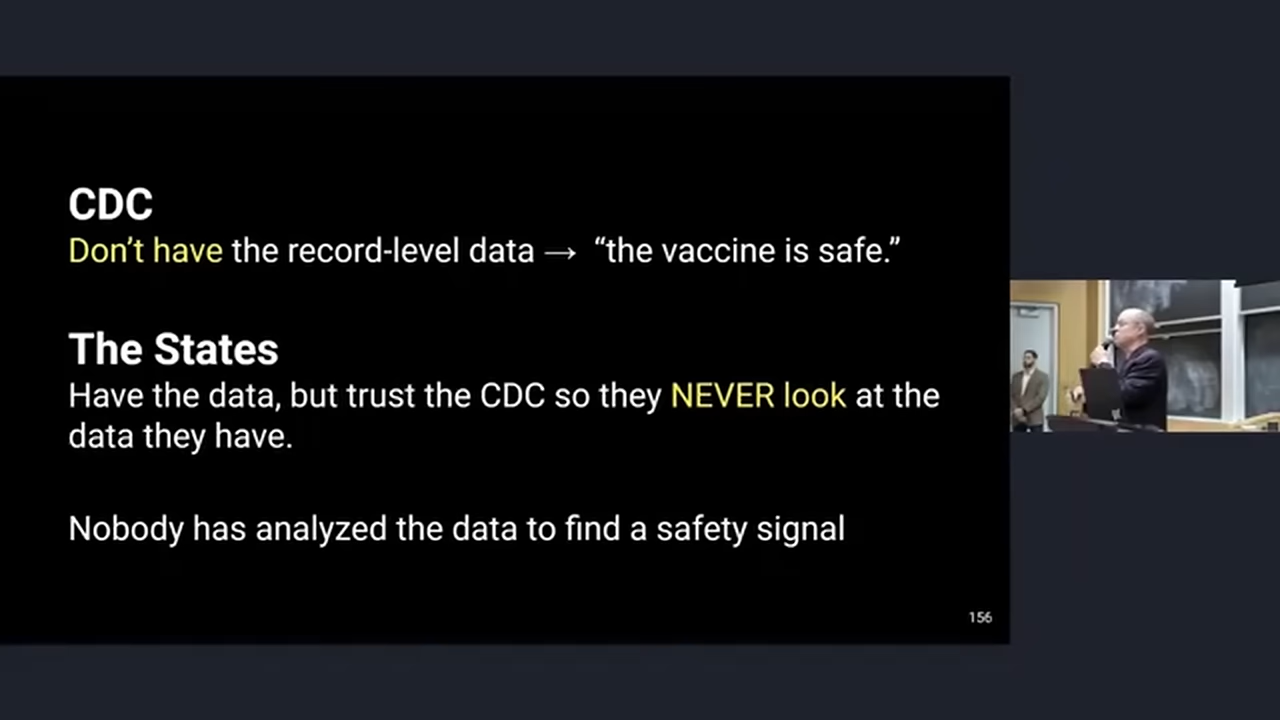 CDC
Don’t have the record-level data → “the vaccine is safe.”
The States
Have the data, but trust the CDC so they NEVER look at the
data they have.
Nobody has analyzed the data to find a safety signal
156